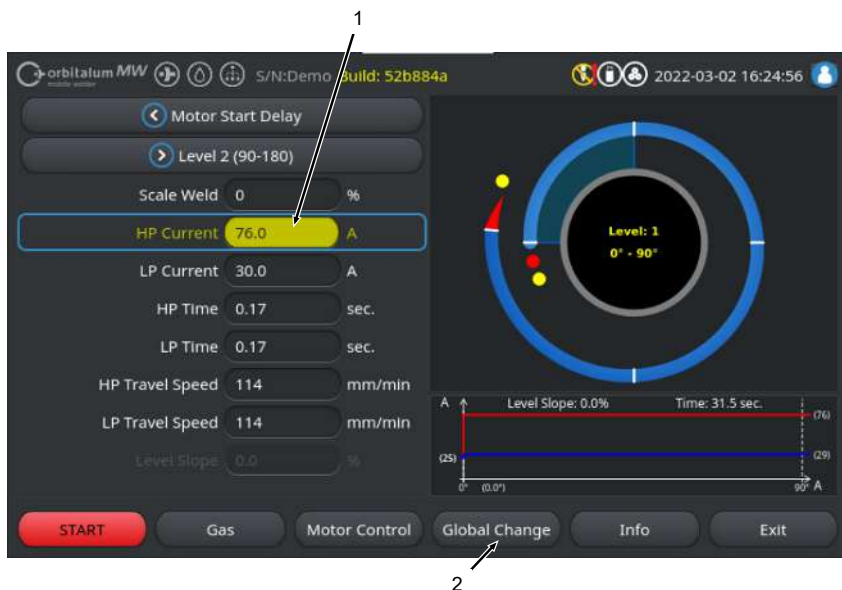 1
orbitalum MW S/N:Demo Build: 52b884a 2022-03-02 16:24:56
mobile welder
Motor Start Delay
Level 2 (90-180)
Scale Weld 0 %
HP Current 76.0 A
LP Current 30.0 A
HP Time 0.17 sec.
LP Time 0.17 sec.
HP Travel Speed 114 mm/min
LP Travel Speed 114 mm/min
Level Slope 0.0 %
Level: 1
0° - 90°
A Level Slope: 0.0% Time: 31.5 sec.
(76)
(25) (29)
0° (0.0°) 90° A
START Gas Motor Control Global Change Info Exit
2